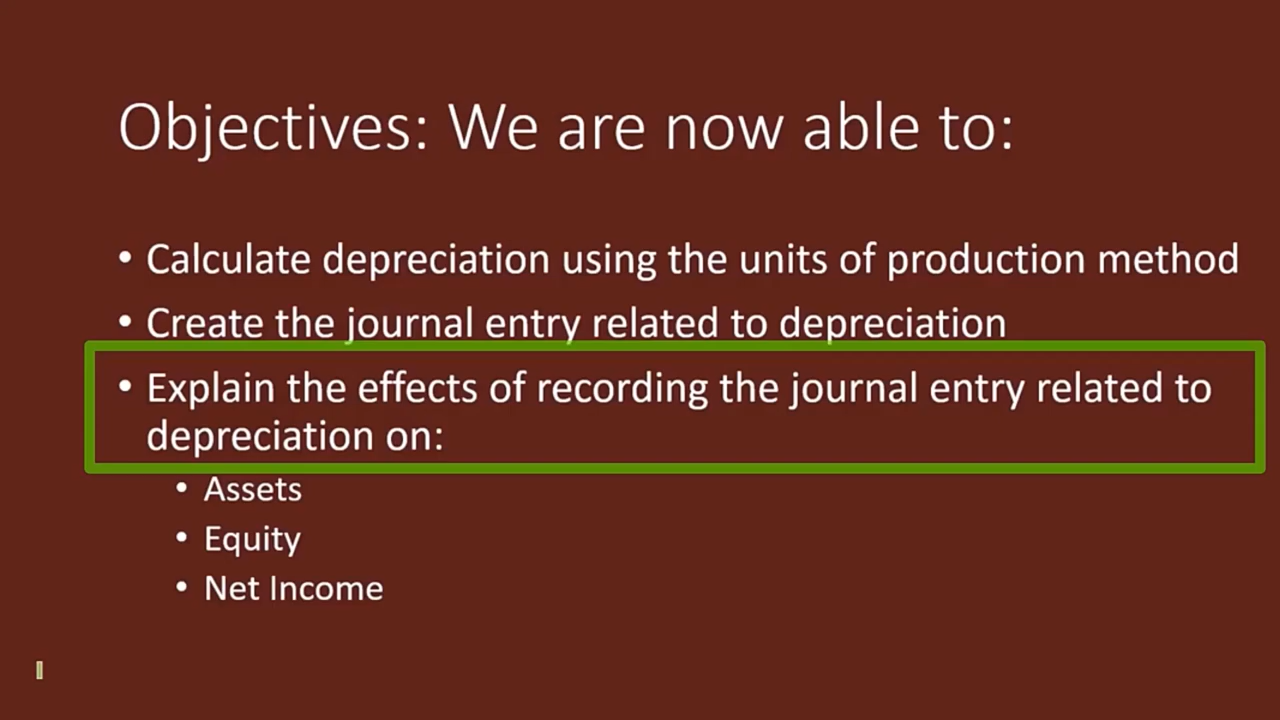 Objectives: We are now able to:
• Calculate depreciation using the units of production method
• Create the journal entry related to depreciation
• Explain the effects of recording the journal entry related to
depreciation on:
• Assets
• Equity
• Net Income